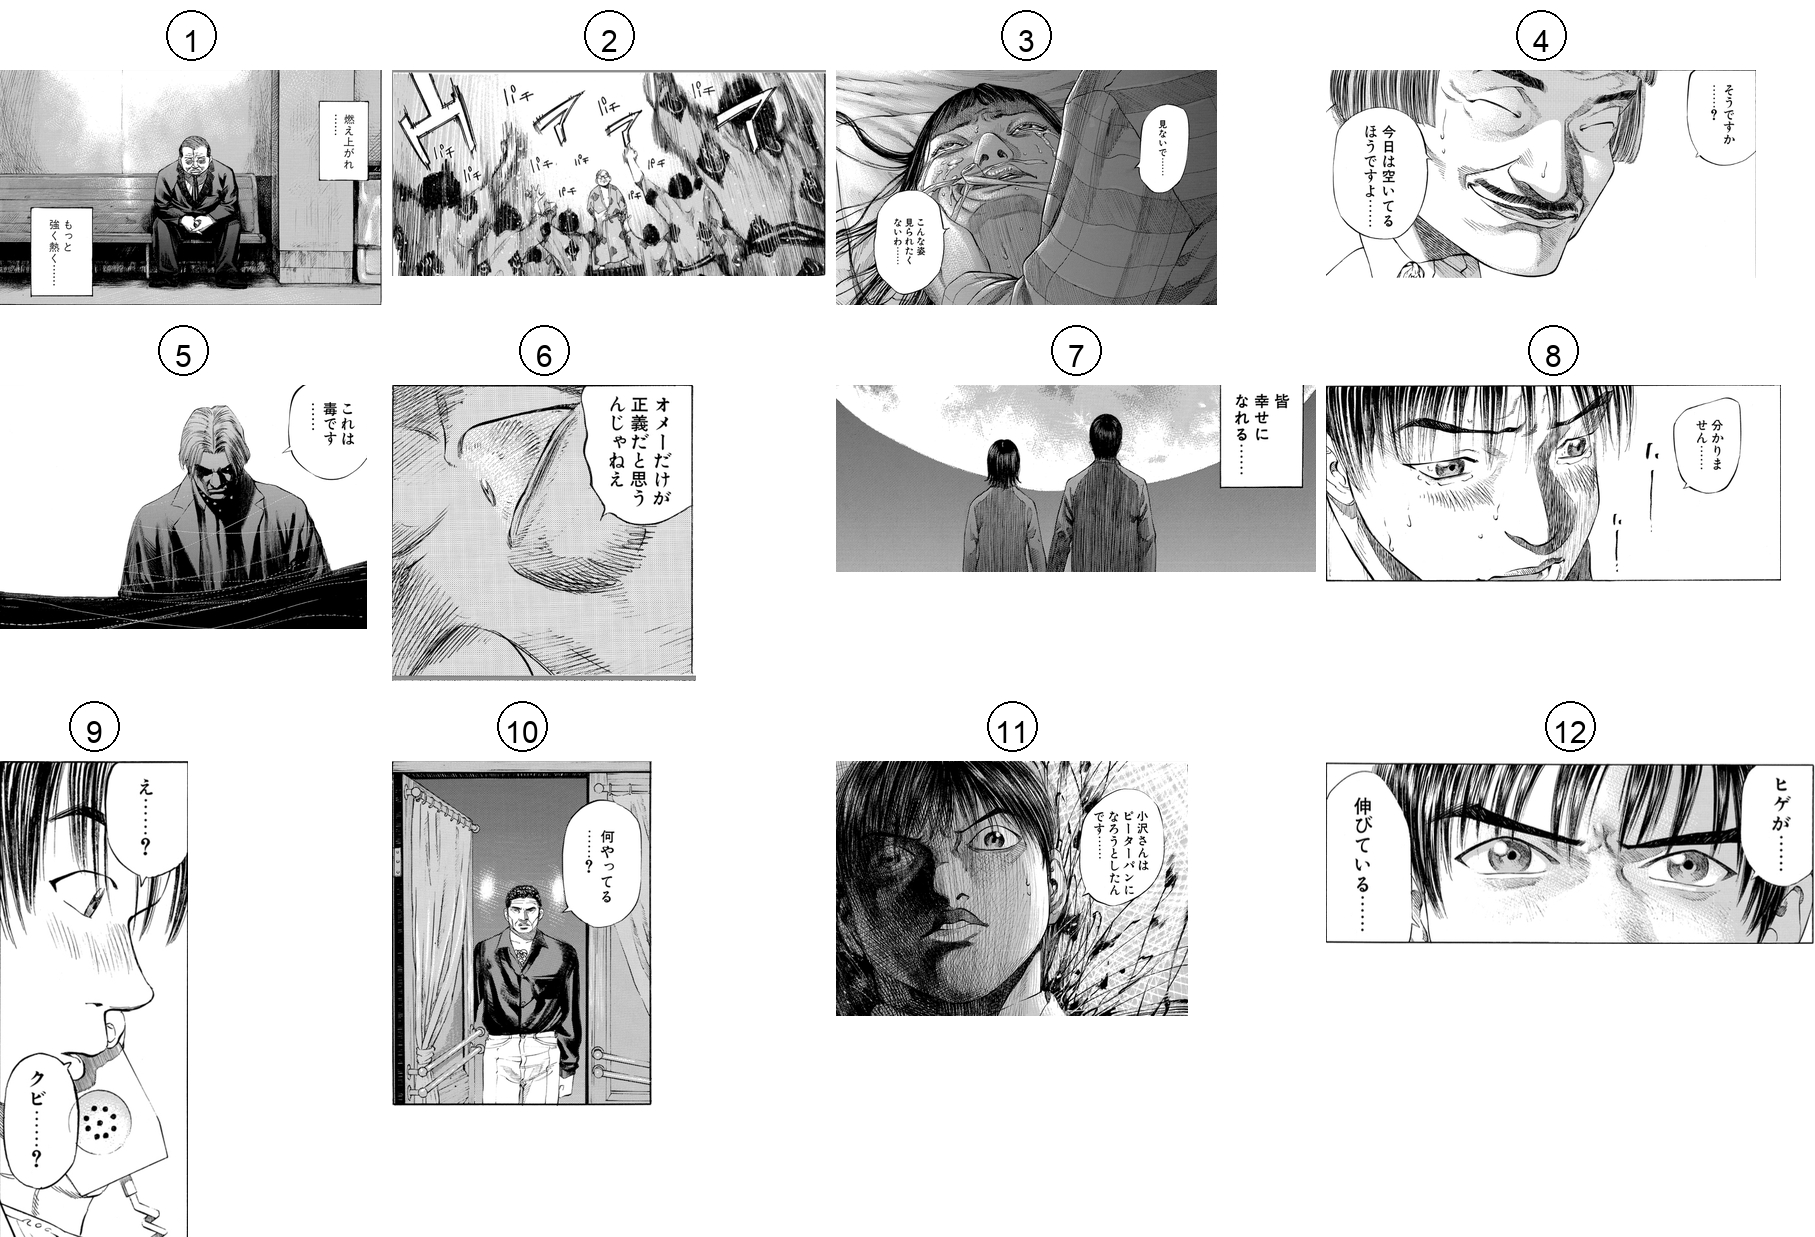 1
燃え上がれ
……
もっと
強く熱く……
2
パチ
パチ
パチ
パチ
パチ
パチ
パチ
パチ
パチ
3
見ないで……
こんな姿
見られたく
ないわ……
4
そうですか
……?
今日は空いてる
ほうですよ……
5
これは
毒です
……
6
オメーだけが
正義だと思う
んじゃねえ
7
皆
幸せに
なれる……
8
分かりま
せん……
9
え……?
クビ……?
10
何やってる
……?
11
小沢さんは
ピーターパンに
なろうとしたん
です……
12
ヒゲが……
伸びている……